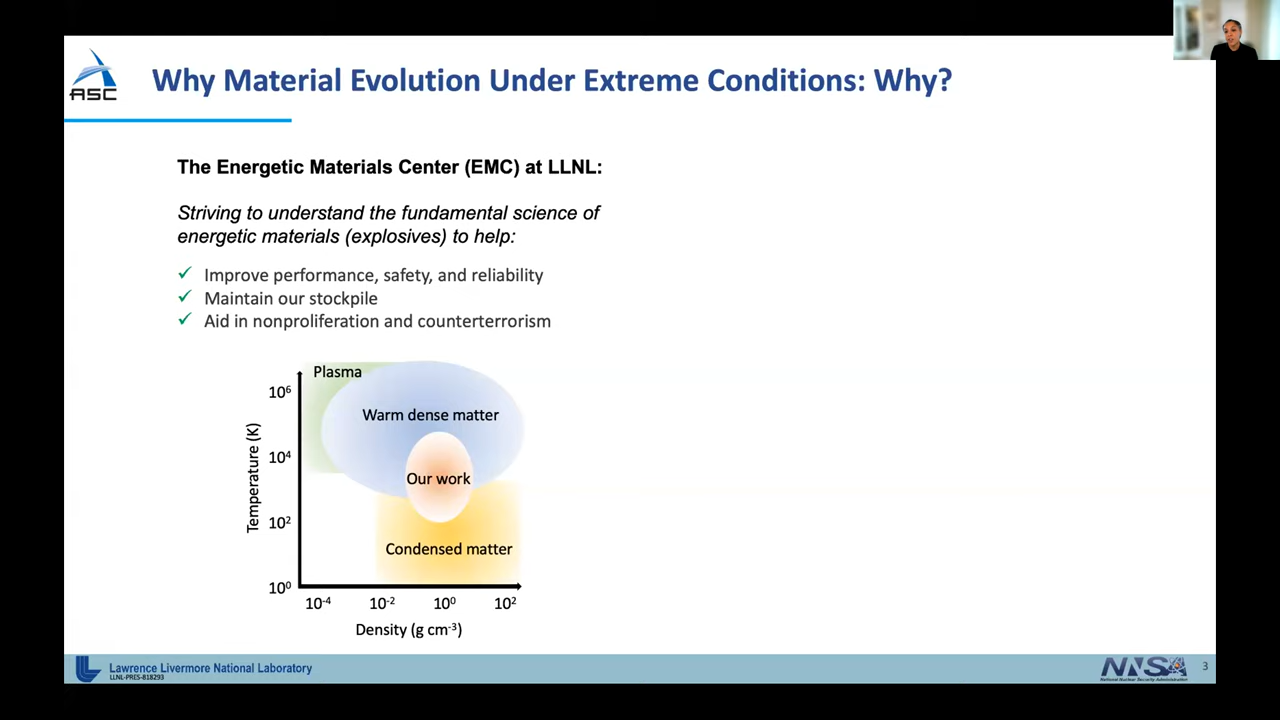 ASC
Why Material Evolution Under Extreme Conditions: Why?
The Energetic Materials Center (EMC) at LLNL:
Striving to understand the fundamental science of
energetic materials (explosives) to help:
✓ Improve performance, safety, and reliability
✓ Maintain our stockpile
✓ Aid in nonproliferation and counterterrorism
Plasma
Warm dense matter
Our work
Condensed matter
Temperature (K)
10⁶
10⁴
10²
10⁰
10⁻⁴ 10⁻² 10⁰ 10²
Density (g cm⁻³)
Lawrence Livermore National Laboratory
LLNL-PRES-818293
NNSA
National Nuclear Security Administration
3